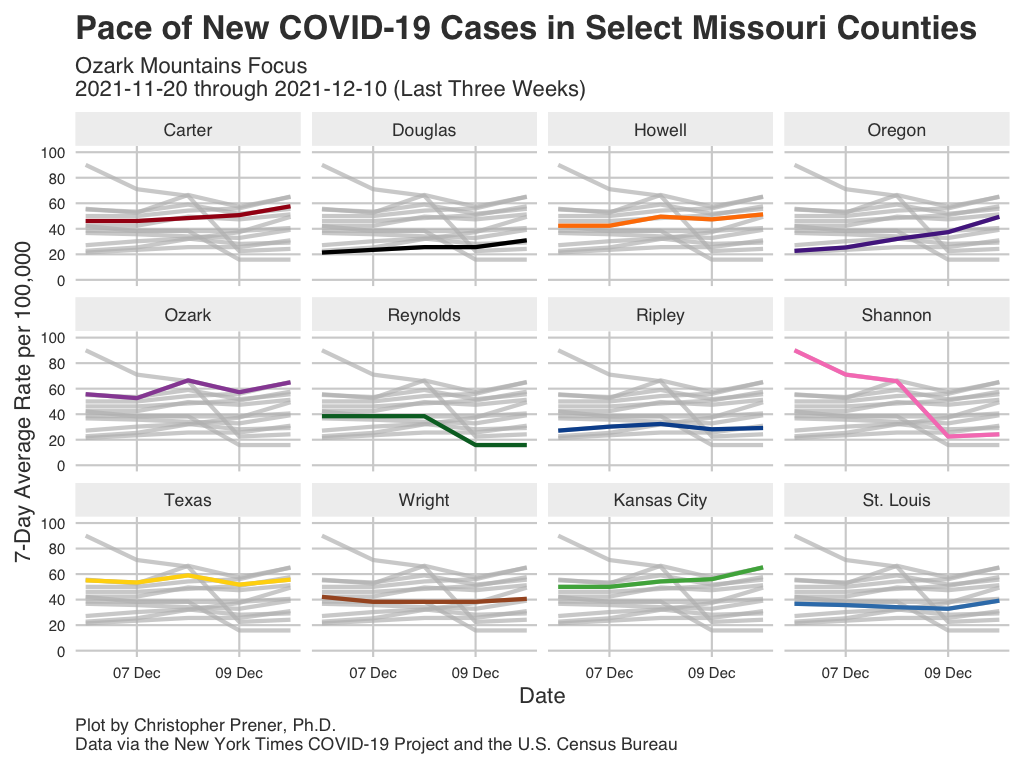 Pace of New COVID-19 Cases in Select Missouri Counties
Ozark Mountains Focus
2021-11-20 through 2021-12-10 (Last Three Weeks)
Carter Douglas Howell Oregon
100
80
60
40
20
0
Ozark Reynolds Ripley Shannon
100
80
60
40
20
0
Texas Wright Kansas City St. Louis
100
80
60
40
20
0
7-Day Average Rate per 100,000
07 Dec 09 Dec 07 Dec 09 Dec 07 Dec 09 Dec 07 Dec 09 Dec
Date
Plot by Christopher Prener, Ph.D.
Data via the New York Times COVID-19 Project and the U.S. Census Bureau